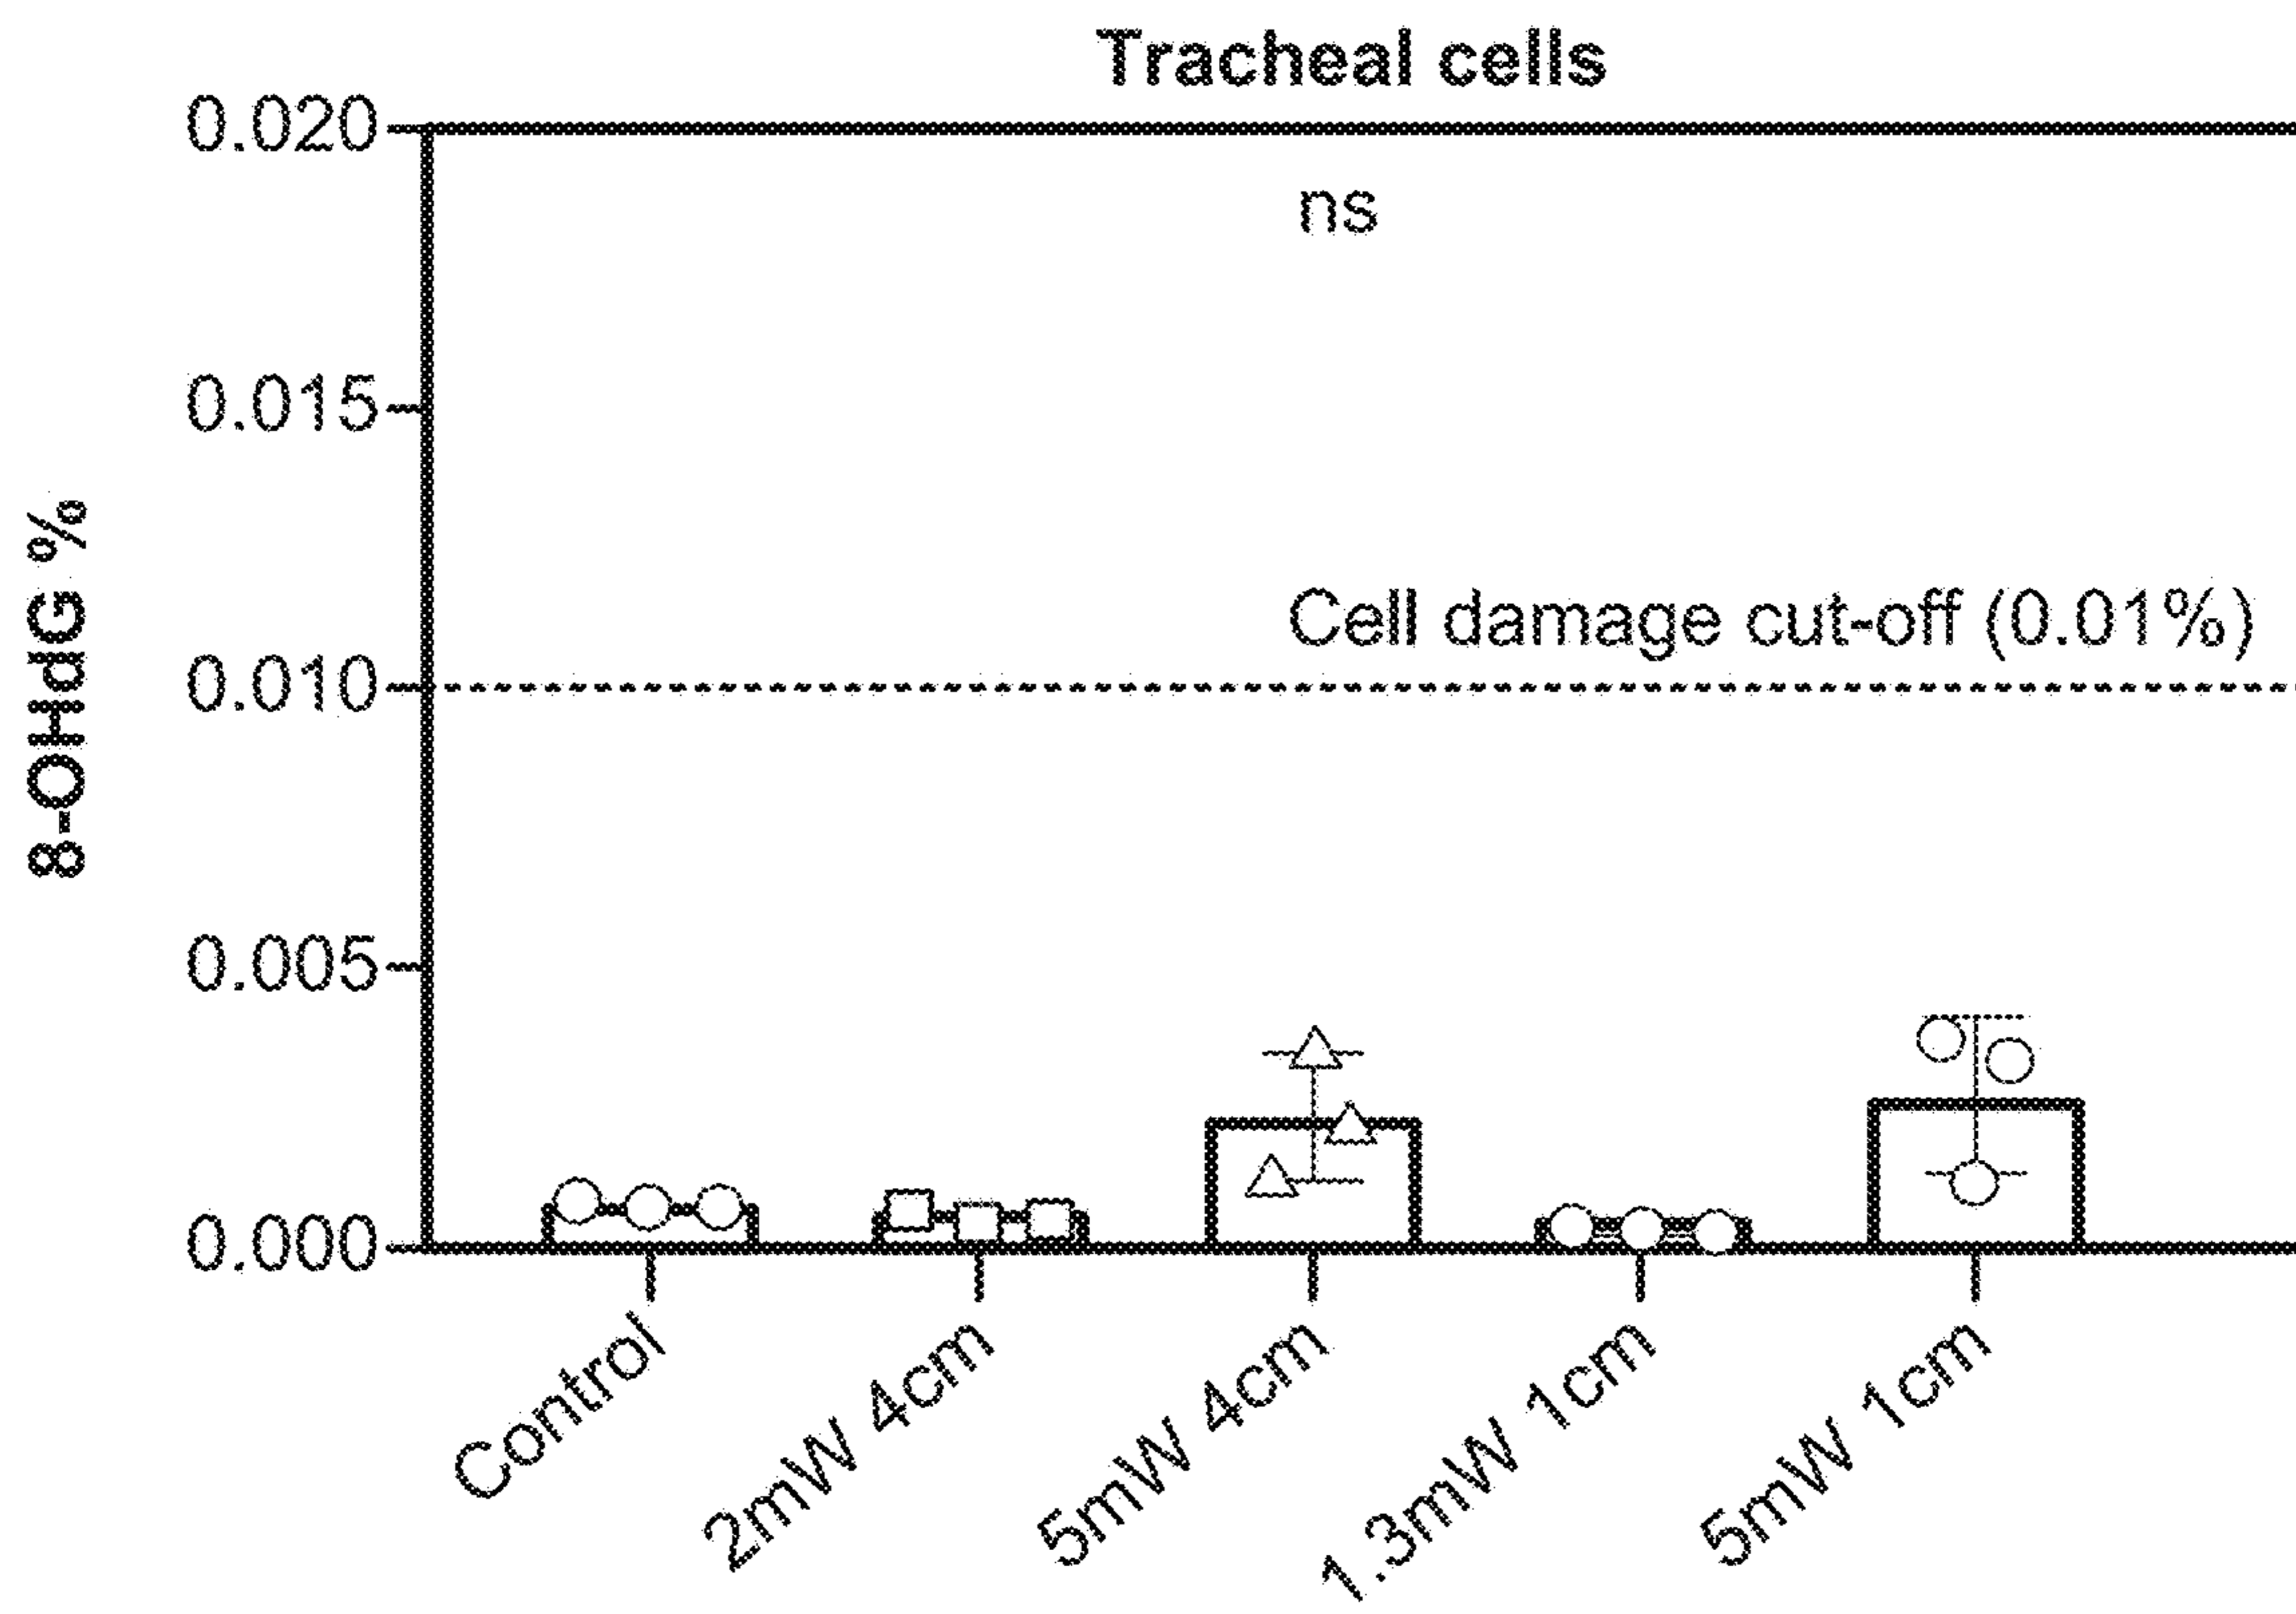 Tracheal cells
0.020
ns
0.015
Cell damage cut-off (0.01%)
0.010
0.005
0.000
8-OHdG %
Control
2mW 4cm
5mW 4cm
1.3mW 1cm
5mW 1cm